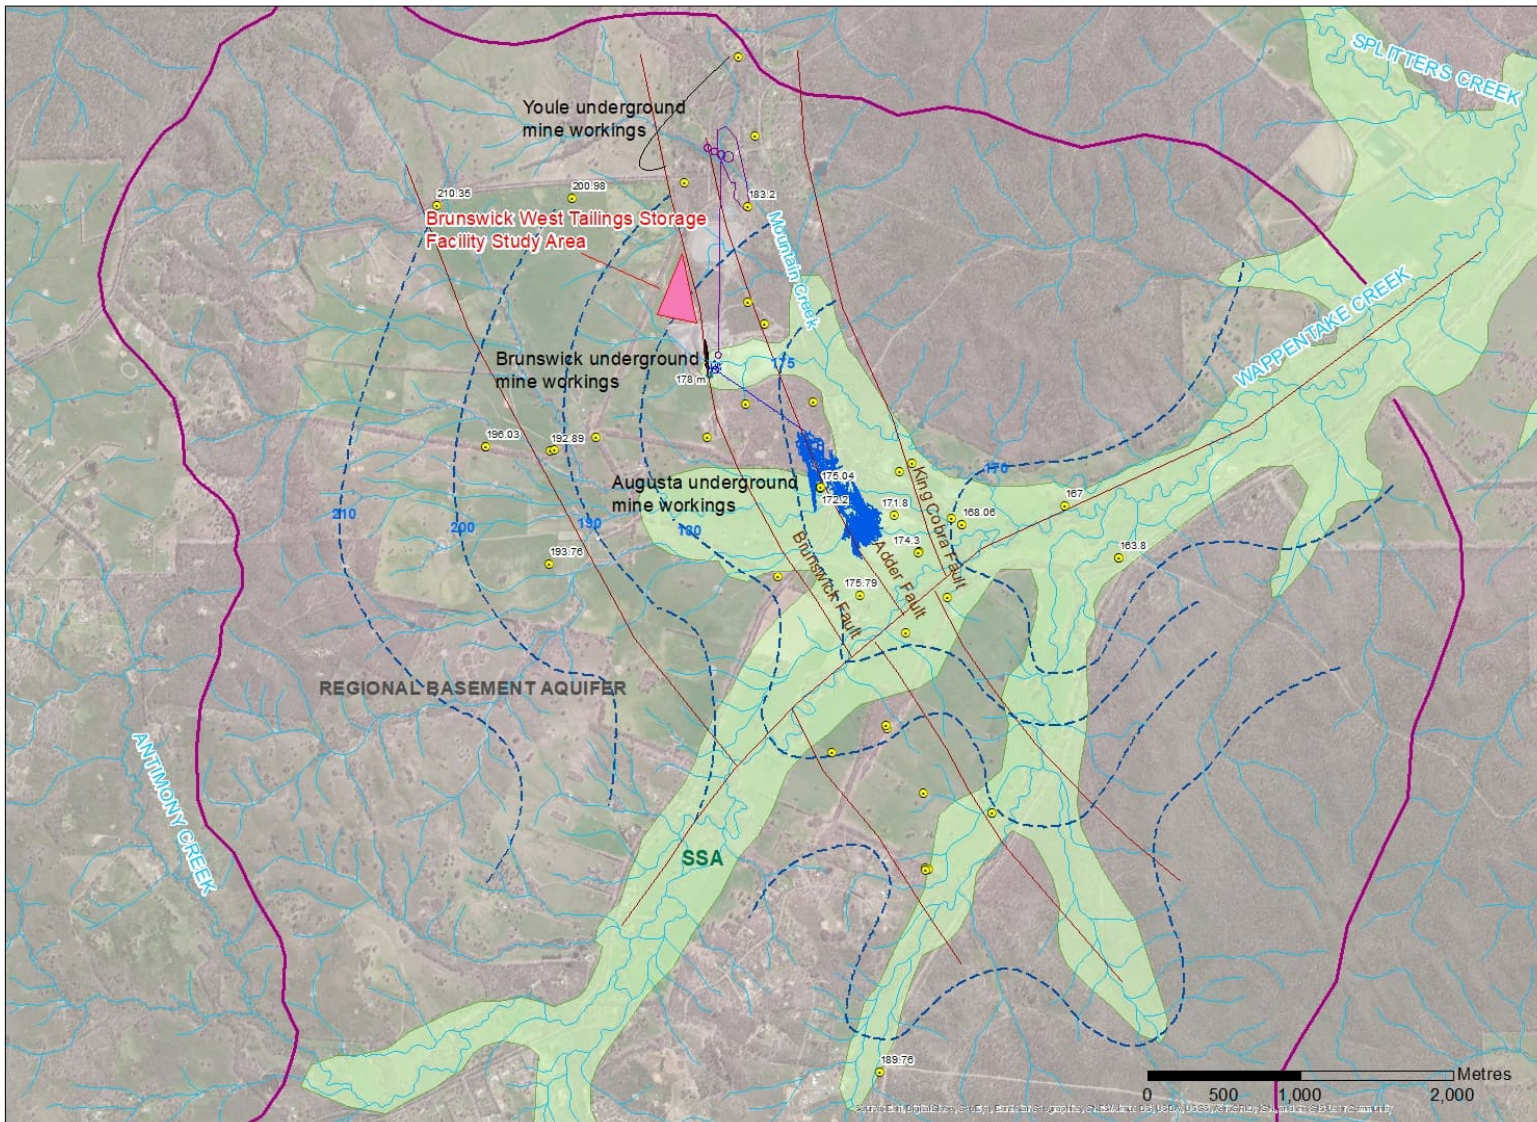 SPLITTERS CREEK
Youle underground
mine workings
210.35
200.98
183.2
Brunswick West Tailings Storage
Facility Study Area
Mountain Creek
WAPPENTAKE CREEK
Brunswick underground
mine workings
175
178 m
196.03
192.89
170
Augusta underground
mine workings
175.04
172.2
171.8
King Cobra Fault
168.06
167
210
200
190
180
174.3
163.8
193.76
Brunswick Fault
Adder Fault
175.79
REGIONAL BASEMENT AQUIFER
ANTIMONY CREEK
SSA
189.76
Metres
0 500 1,000 2,000